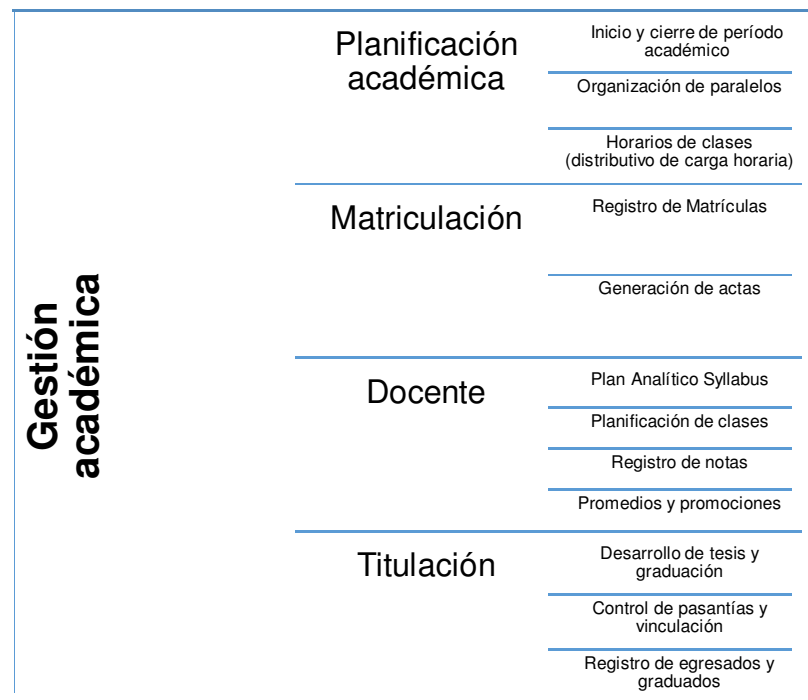 Gestión
académica
Planificación
académica
Inicio y cierre de período
académico
Organización de paralelos
Horarios de clases
(distributivo de carga horaria)
Matriculación
Registro de Matrículas
Generación de actas
Docente
Plan Analítico Syllabus
Planificación de clases
Registro de notas
Promedios y promociones
Titulación
Desarrollo de tesis y
graduación
Control de pasantías y
vinculación
Registro de egresados y
graduados